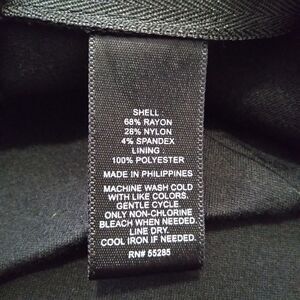 SHELL :
68% RAYON
28% NYLON
4% SPANDEX
LINING :
100% POLYESTER
MADE IN PHILIPPINES
MACHINE WASH COLD
WITH LIKE COLORS.
GENTLE CYCLE.
ONLY NON-CHLORINE
BLEACH WHEN NEEDED.
LINE DRY.
COOL IRON IF NEEDED.
RN# 55285